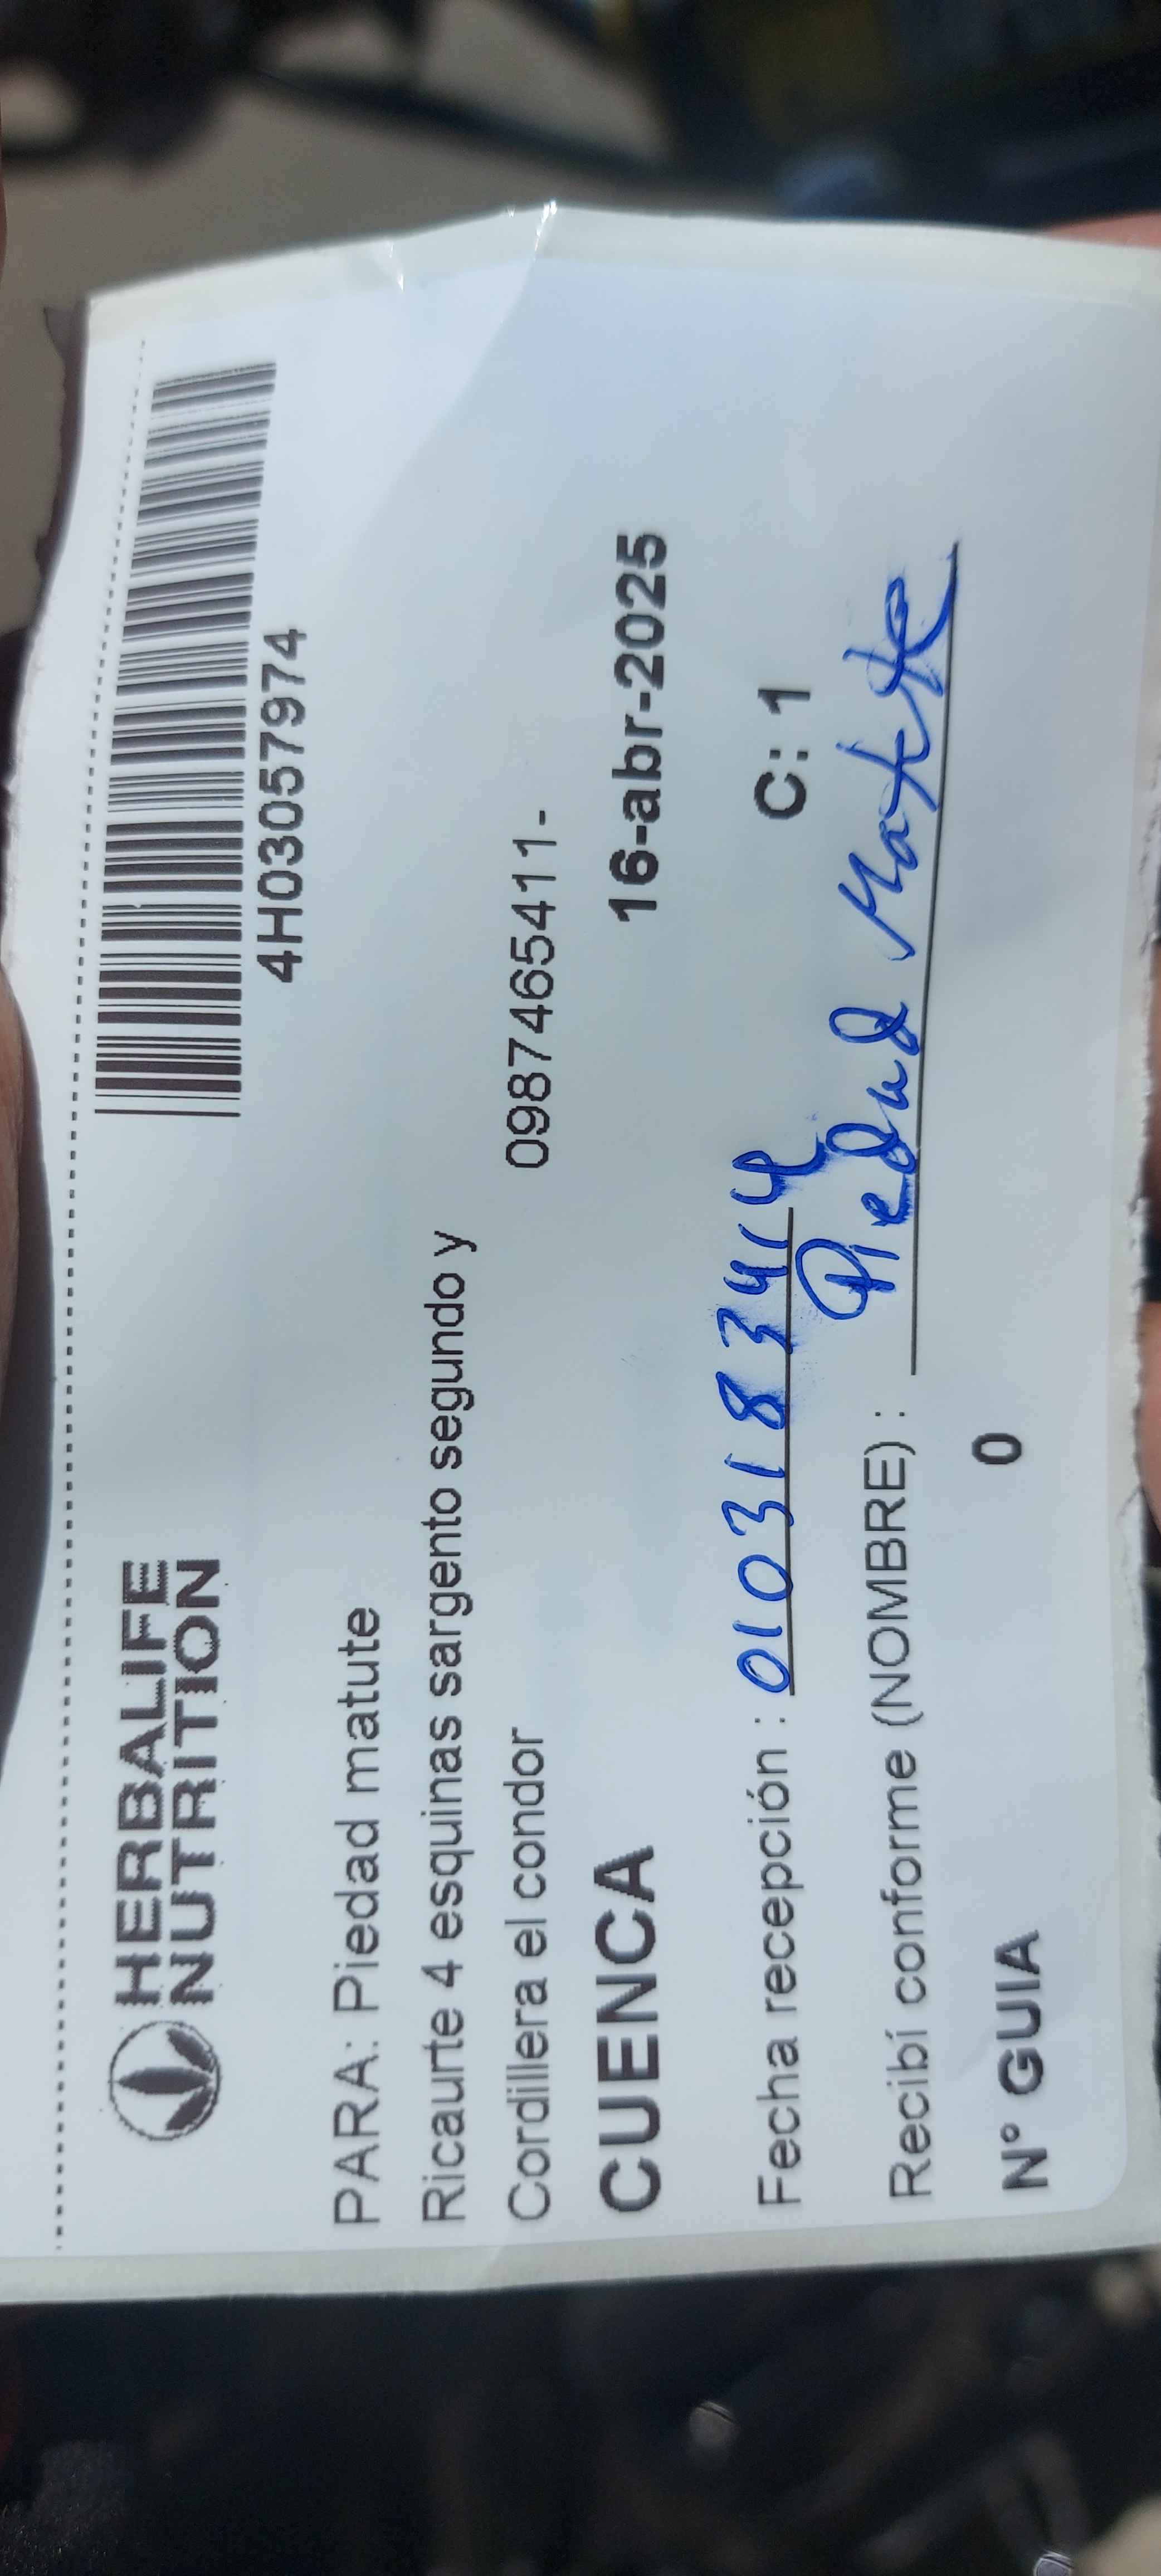 HERBALIFE
NUTRITION
4H0305974
PARA: Piedad matute
Ricaurte 4 esquinas sargento segundo y
Cordillera el condor 0987465411-
CUENCA 16-abr-2025
Fecha recepción : 0103183414 C: 1
Recibí conforme (NOMBRE) : Piedad Matute
N° GUIA 0